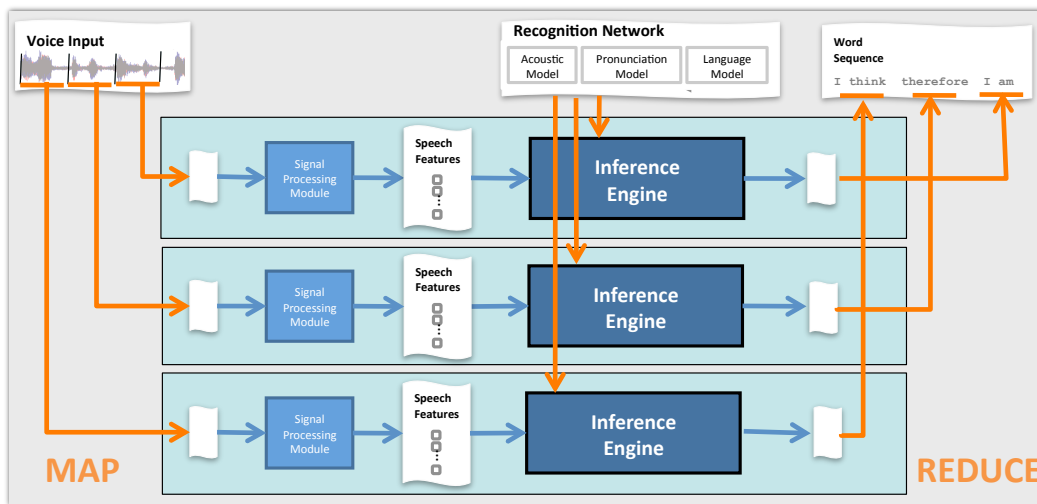 Voice Input
Recognition Network
Acoustic
Model
Pronunciation
Model
Language
Model
Word
Sequence
I think therefore I am
Signal
Processing
Module
Speech
Features
Inference
Engine
Signal
Processing
Module
Speech
Features
Inference
Engine
Signal
Processing
Module
Speech
Features
Inference
Engine
MAP
REDUCE